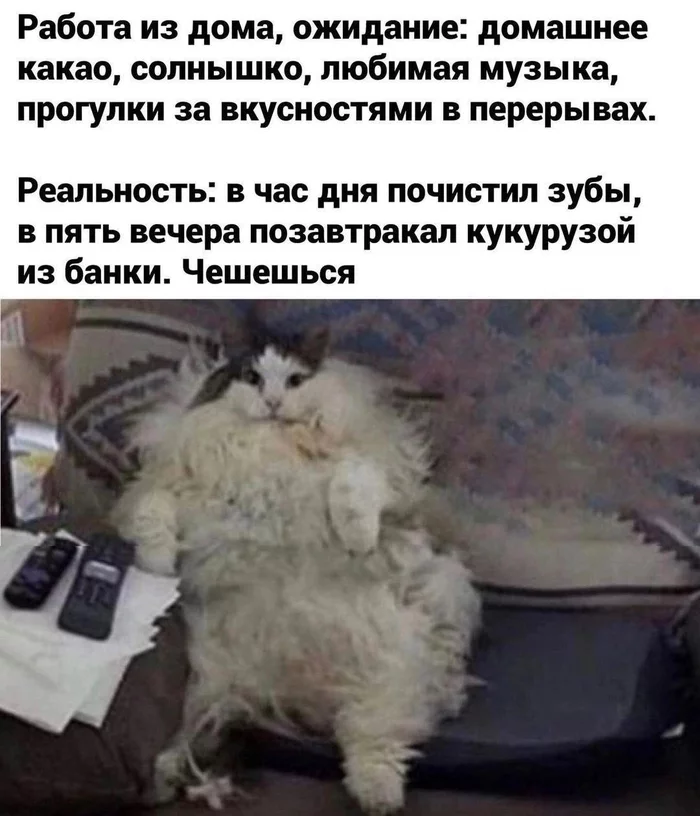 Работа из дома, ожидание: домашнее
какао, солнышко, любимая музыка,
прогулки за вкусностями в перерывах.
Реальность: в час дня почистил зубы,
в пять вечера позавтракал кукурузой
из банки. Чешешься